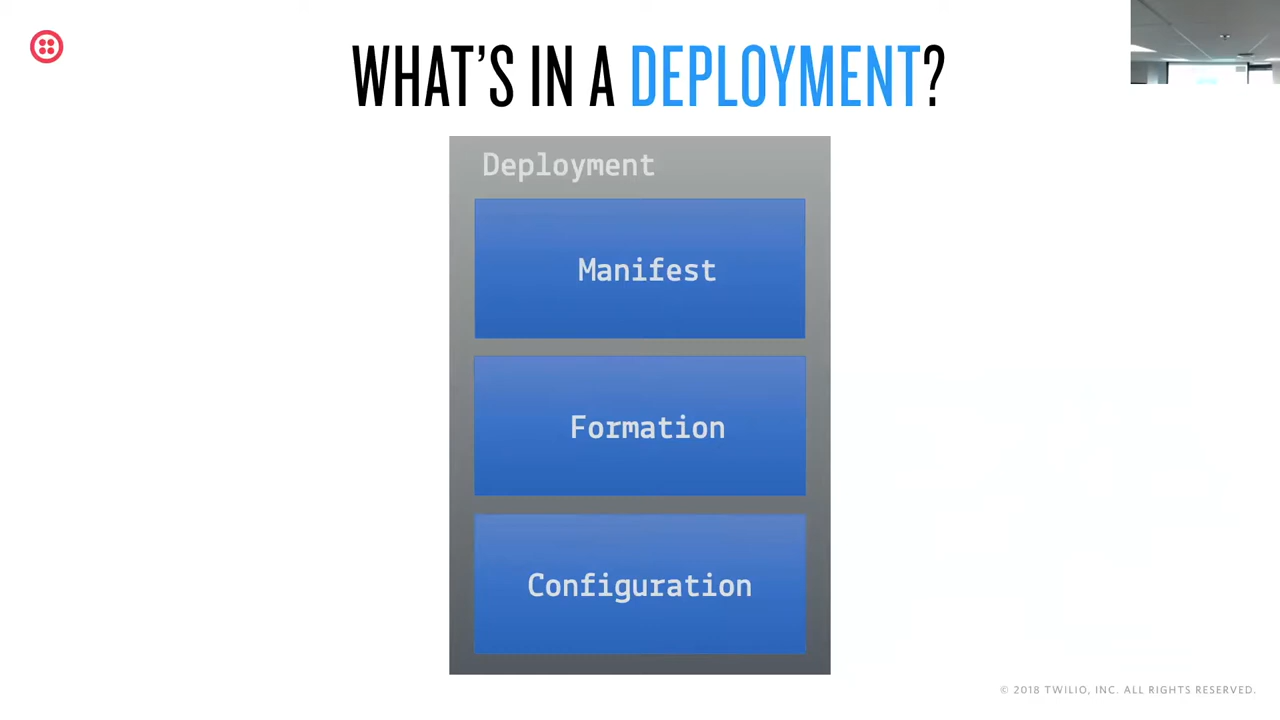 WHAT'S IN A DEPLOYMENT?
Deployment
Manifest
Formation
Configuration
© 2018 TWILIO, INC. ALL RIGHTS RESERVED.